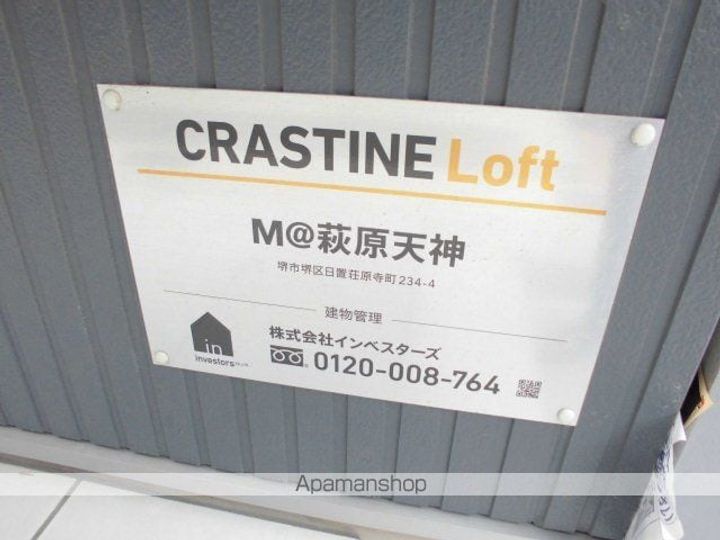 CRASTINE Loft
M@萩原天神
堺市堺区日置荘原寺町234-4
建物管理
株式会社インベスターズ
0120-008-764
in
investors
Apamanshop